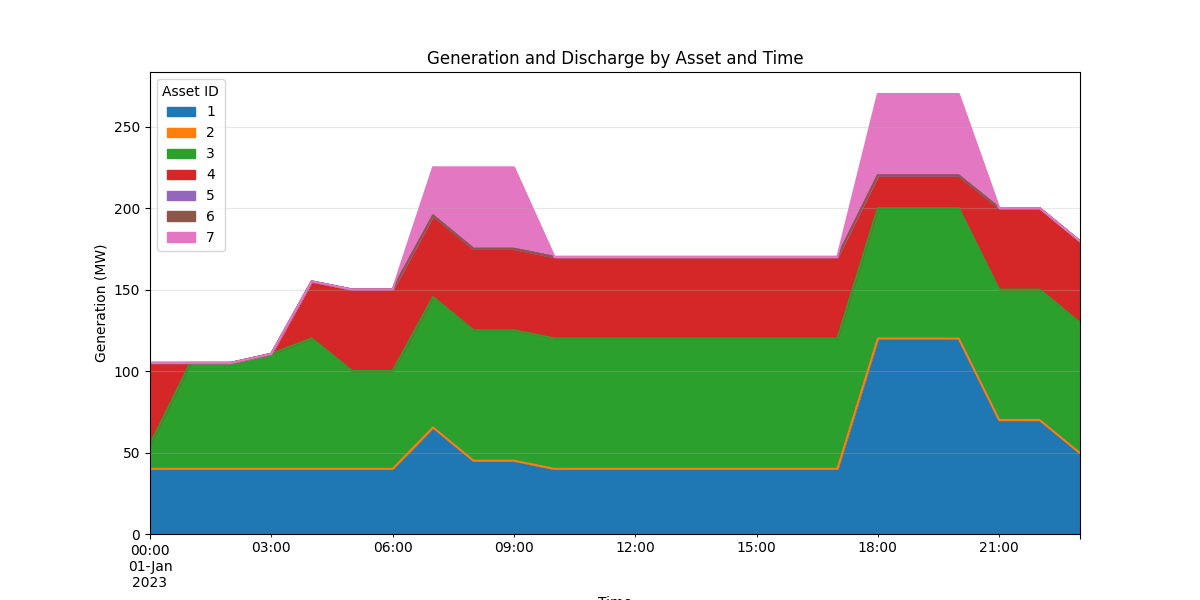 Generation and Discharge by Asset and Time
Asset ID
1
2
3
4
5
6
7
Generation (MW)
250
200
150
100
50
0
00:00 03:00 06:00 09:00 12:00 15:00 18:00 21:00
01-Jan
2023
Time